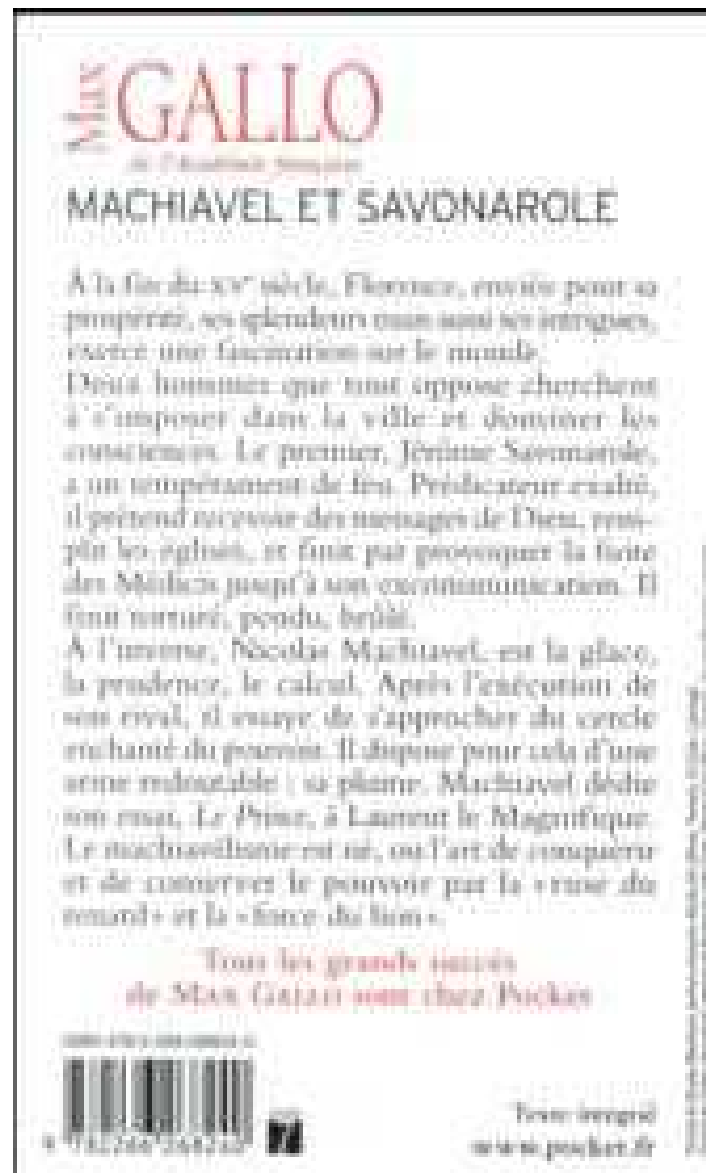 Max GALLO
de l'Académie française
MACHIAVEL ET SAVONAROLE
À la fin du XVe siècle, Florence, enviée pour sa
prospérité, ses splendeurs mais aussi ses intrigues,
exerce une fascination sur le monde.
Deux hommes que tout oppose cherchent
à s'imposer dans la ville et dominer les
consciences. Le premier, Jérôme Savonarole,
a un tempérament de feu. Prédicateur exalté,
il prétend recevoir des messages de Dieu, rem-
plit les églises, et finit par provoquer la fuite
des Médicis jusqu'à son excommunication. Il
finit torturé, pendu, brûlé.
À l'inverse, Nicolas Machiavel, est la glace,
la prudence, le calcul. Après l'exécution de
son rival, il essaye de s'approcher du cercle
enchanté du pouvoir. Il dispose pour cela d'une
arme redoutable : sa plume. Machiavel dédie
son essai, Le Prince, à Laurent le Magnifique.
Le machiavélisme est né, ou l'art de conquérir
et de conserver le pouvoir par la « ruse du
renard » et la « force du lion ».
Tous les grands succès
de Max Gallo sont chez Pocket
Texte intégral
www.pocket.fr